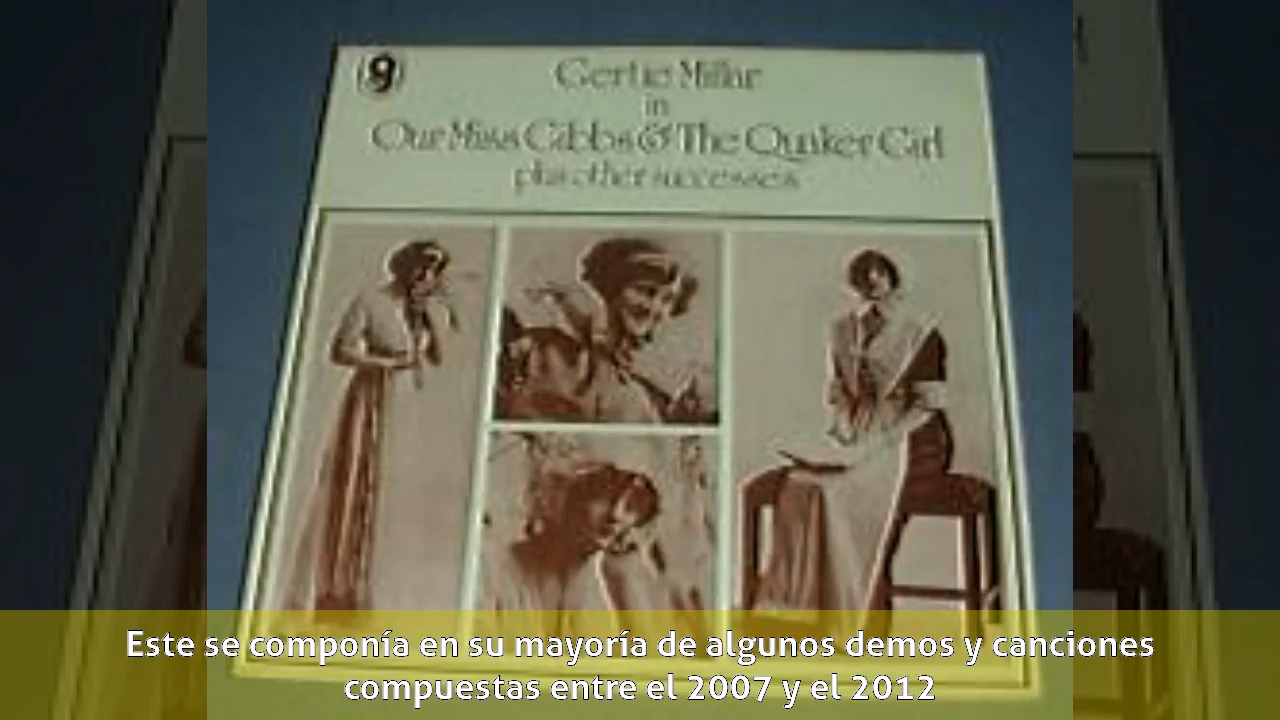 g
Gertie Millar
in
Our Miss Gibbs & The Quaker Girl
plus other successes
Este se componía en su mayoría de algunos demos y canciones
compuestas entre el 2007 y el 2012